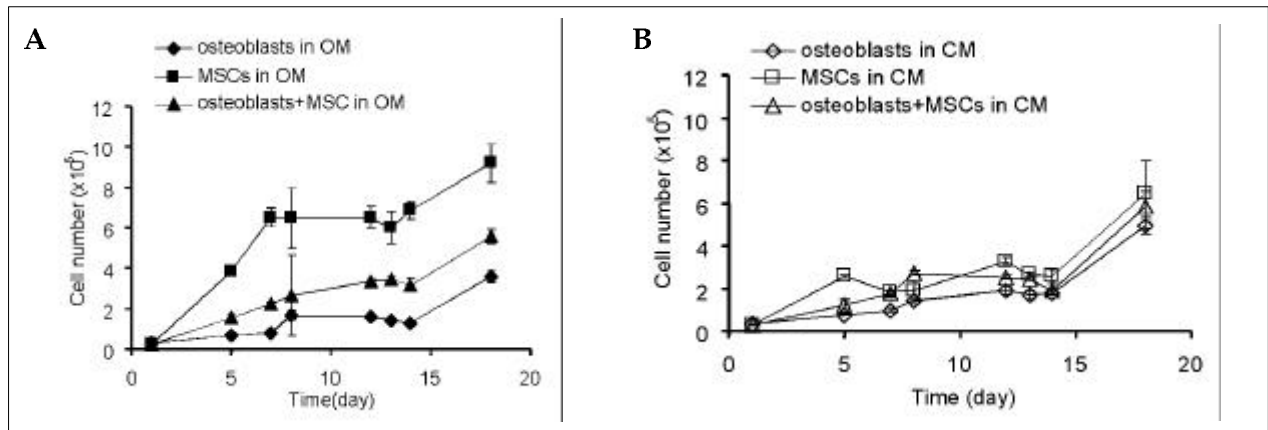 A
osteoblasts in OM
MSCs in OM
osteoblasts+MSC in OM
12
10
8
6
4
2
0
Cell number (x10⁵)
0 5 10 15 20
Time(day)
B
osteoblasts in CM
MSCs in CM
osteoblasts+MSCs in CM
12
10
8
6
4
2
0
Cell number (x10⁵)
0 5 10 15 20
Time (day)